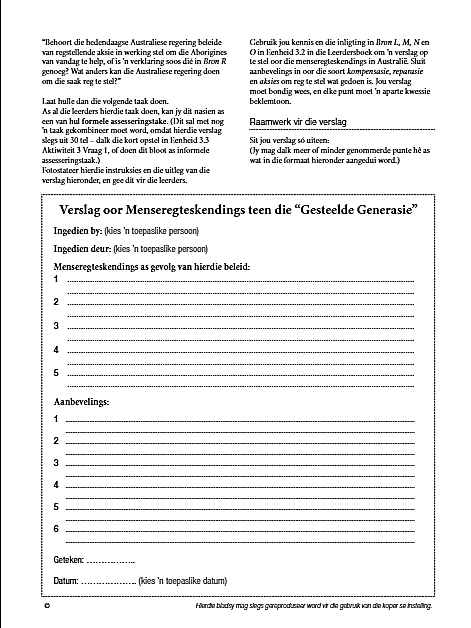 "Behoort die hedendaagse Australiese regering beleide
van regstellende aksie in werking stel om die Aborigines
van vandag te help, of is 'n verklaring soos dié in Bron R
genoeg? Wat anders kan die Australiese regering doen
om die saak reg te stel?"
Laat hulle dan die volgende taak doen.
As al die leerders hierdie taak doen, kan jy dit nasien as
een van hul formele assesseringstake. (Dit sal met nog
'n taak gekombineer moet word, omdat hierdie verslag
slegs uit 30 tel – dalk die kort opstel in Eenheid 3.3
Aktiwiteit 3 Vraag 1, of doen dit bloot as informele
assesseringstaak.)
Fotostateer hierdie instruksies en die uitleg van die
verslag hieronder, en gee dit vir die leerders.
Gebruik jou kennis en die inligting in Bron L, M, N en
O in Eenheid 3.2 in die Leerdersboek om 'n verslag op
te stel oor die menseregteskendings in Australië. Sluit
aanbevelings in oor die soort kompensasie, reparasie
en aksies om reg te stel wat gedoen is. Jou verslag
moet bondig wees, en elke punt moet 'n aparte kwessie
beklemtoon.
Raamwerk vir die verslag
Sit jou verslag só uiteen:
(Jy mag dalk meer of minder genommerde punte hê as
wat in die formaat hieronder aangedui word.)
Verslag oor Menseregteskendings teen die "Gesteelde Generasie"
Ingedien by: (kies 'n toepaslike persoon)
Ingedien deur: (kies 'n toepaslike persoon)
Menseregteskendings as gevolg van hierdie beleid:
1
2
3
4
5
Aanbevelings:
1
2
3
4
5
6
Geteken: ……………..
Datum: ………………… (kies 'n toepaslike datum)
© Hierdie bladsy mag slegs gereproduseer word vir die gebruik van die koper se instelling.